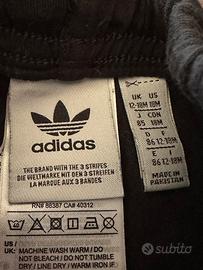 adidas
THE BRAND WITH THE 3 STRIPES
DIE WELTMARKE MIT DEN 3 STREIFEN
LA MARQUE AUX 3 BANDES
RN# 88387 CA# 40312
US /
UK : MACHINE WASH WARM / DO
NOT BLEACH / DO NOT TUMBLE
DRY / LINE DRY / WARM IRON IF
UK US
12-18M 18M
J CDN
85 18M
D F
86 12-18M
I
86 12-18M
MADE IN
PAKISTAN
subito